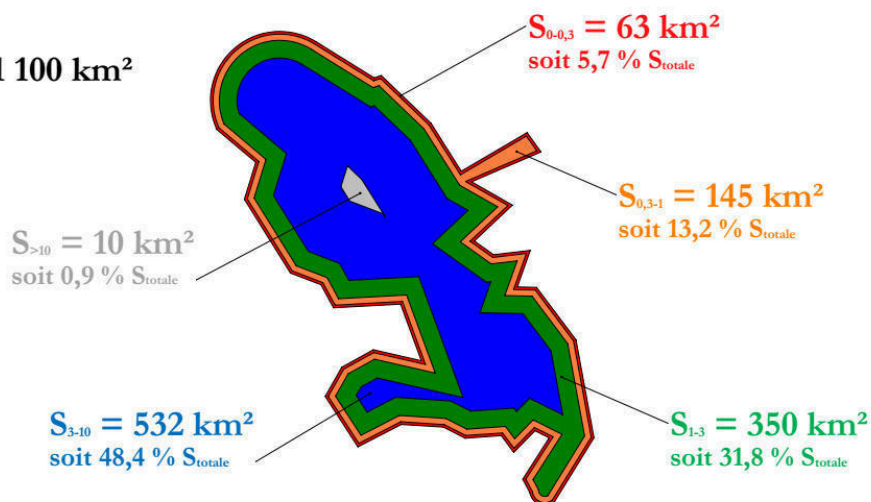 1 100 km²
S0-0,3 = 63 km²
soit 5,7 % Stotale
S0,3-1 = 145 km²
soit 13,2 % Stotale
S>10 = 10 km²
soit 0,9 % Stotale
S3-10 = 532 km²
soit 48,4 % Stotale
S1-3 = 350 km²
soit 31,8 % Stotale